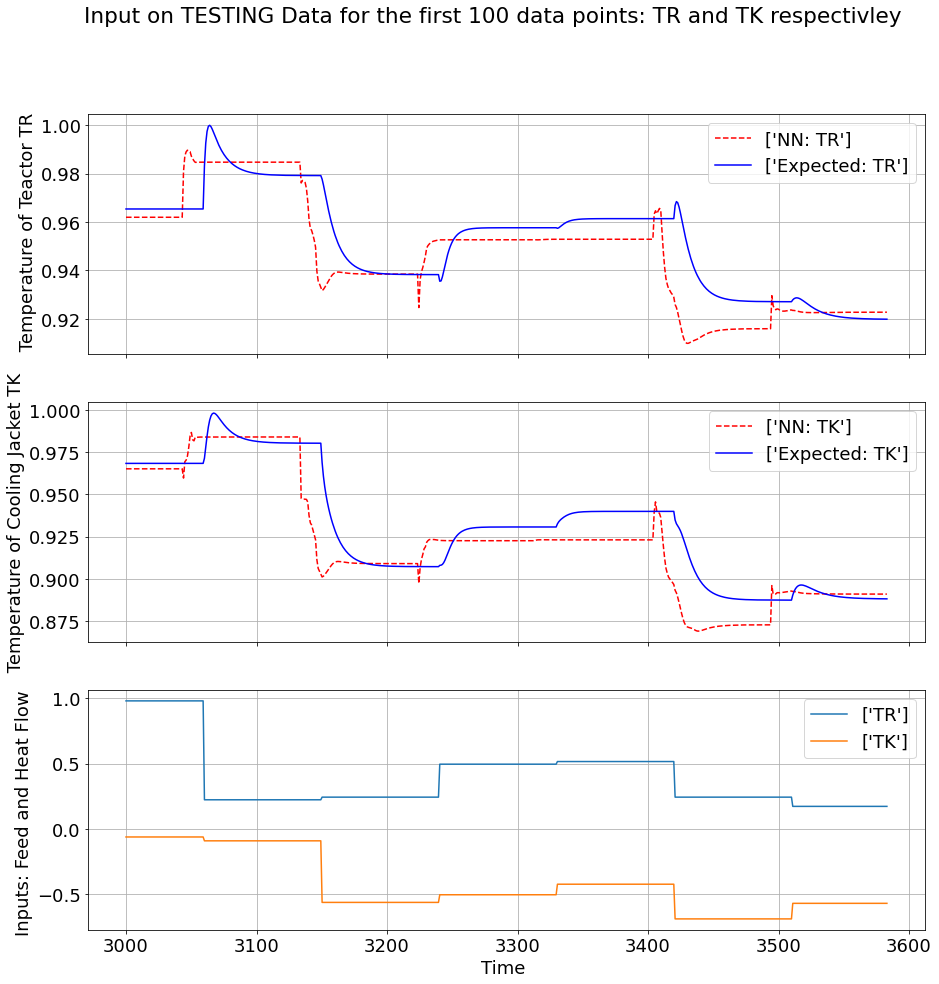 Input on TESTING Data for the first 100 data points: TR and TK respectivley
Temperature of Teactor TR
1.00
0.98
0.96
0.94
0.92
['NN: TR']
['Expected: TR']
Temperature of Cooling Jacket TK
1.000
0.975
0.950
0.925
0.900
0.875
['NN: TK']
['Expected: TK']
Inputs: Feed and Heat Flow
1.0
0.5
0.0
−0.5
['TR']
['TK']
3000 3100 3200 3300 3400 3500 3600
Time